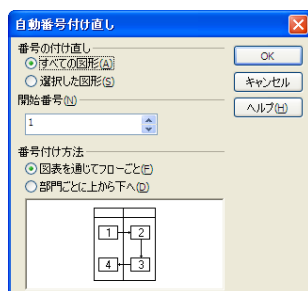 自動番号付け直し
番号の付け直し
すべての図形(A)
選択した図形(S)
開始番号(N)
1
番号付け方法
図表を通じてフローごと(F)
部門ごとに上から下へ(D)
1 2
4 3
OK
キャンセル
ヘルプ(H)